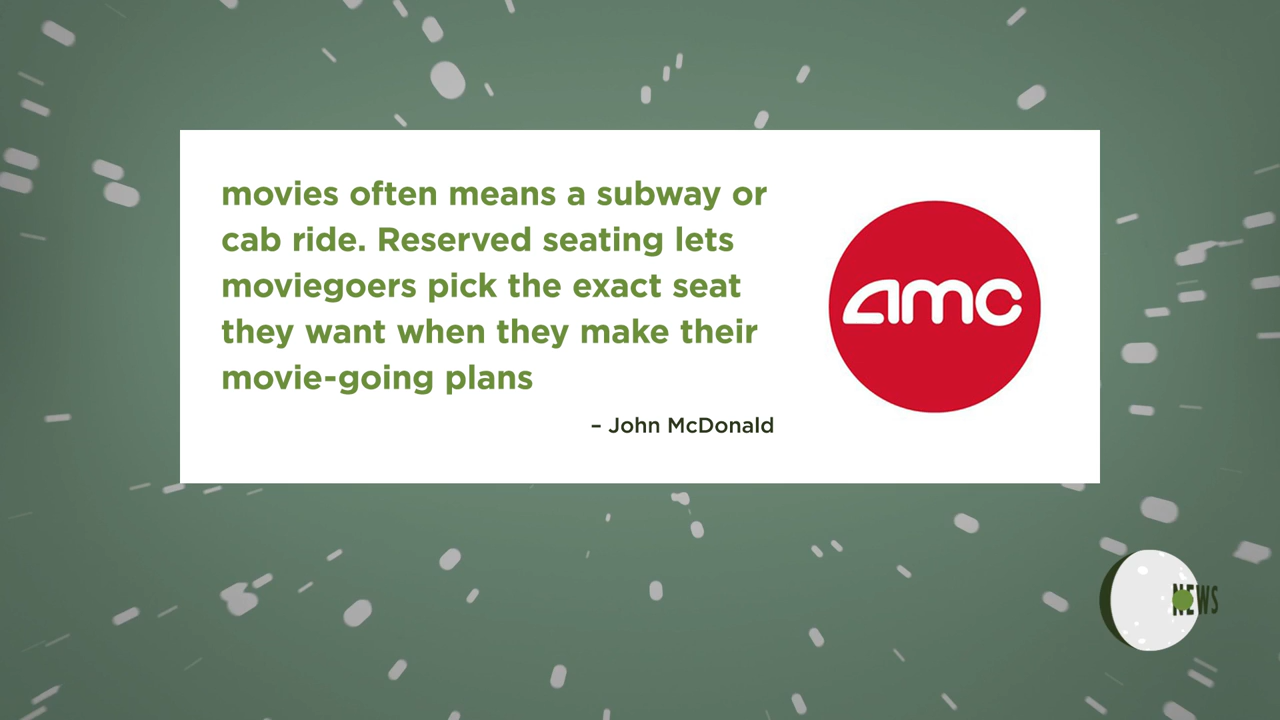 movies often means a subway or
cab ride. Reserved seating lets
moviegoers pick the exact seat
they want when they make their
movie-going plans
– John McDonald
amc
NEWS